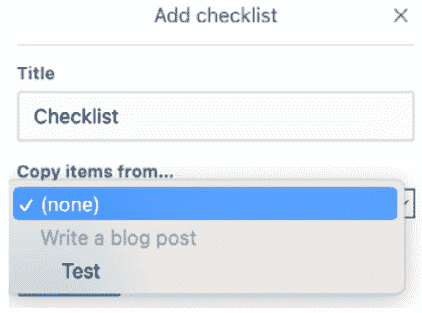 Add checklist
Title
Checklist
Copy items from...
(none)
Write a blog post
Test